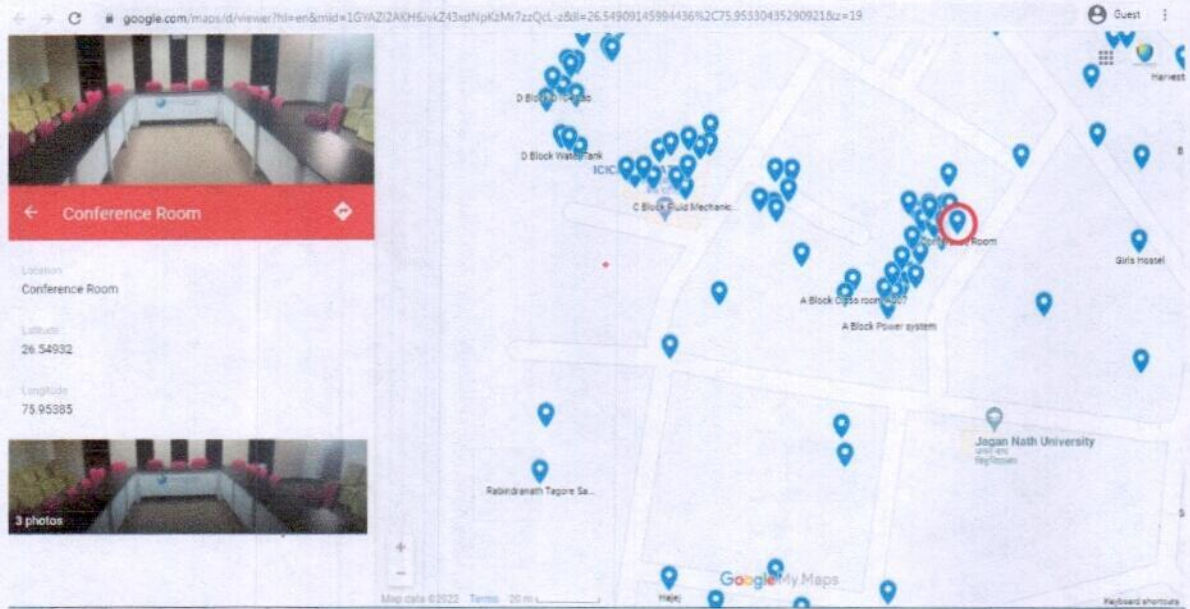 google.com/maps/d/viewer?hl=en&mid=1GYAZI2AKH6JvkZ43xdNpKzMr7zzQcL-z&ll=26.54909145994436%2C75.95330435290921&z=19
Guest
Conference Room
Location
Conference Room
Latitude
26.54932
Longitude
75.95385
3 photos
Harvest
D Block Water Tank
C Block Fluid Mechanic...
Girls Hostel
A Block Power system
Jagan Nath University
Rabindranath Tagore Sa...
Google My Maps
Map data ©2022 Terms 20 m
Keyboard shortcuts